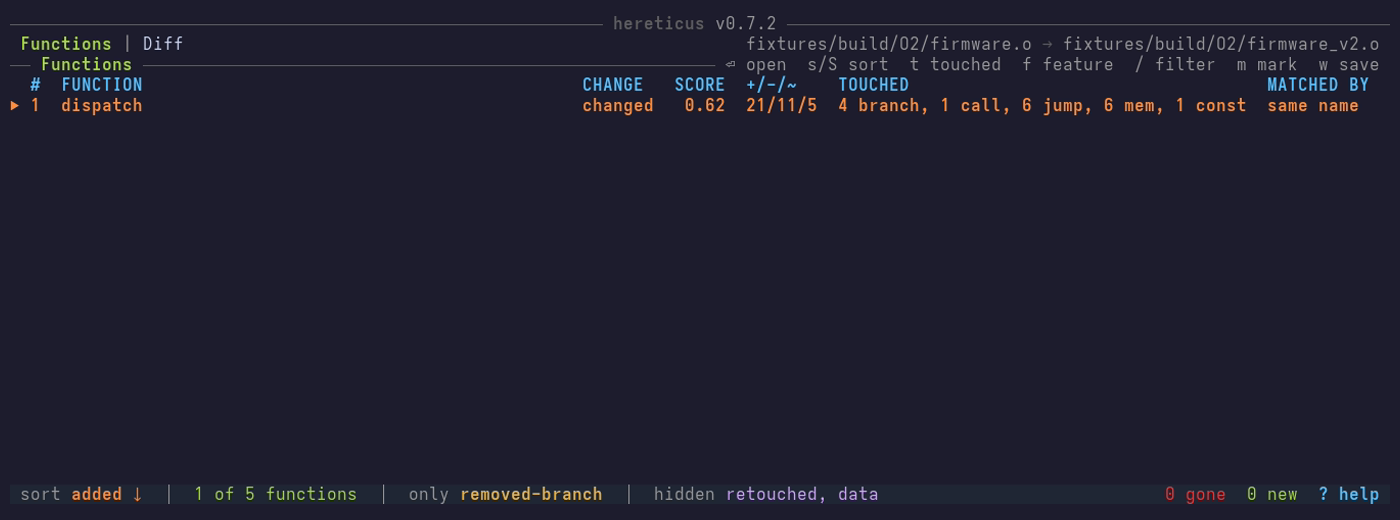 hereticus v0.7.2
Functions | Diff fixtures/build/O2/firmware.o → fixtures/build/O2/firmware_v2.o
Functions ⏎ open s/S sort t touched f feature / filter m mark w save
# FUNCTION CHANGE SCORE +/-/~ TOUCHED MATCHED BY
▶ 1 dispatch changed 0.62 21/11/5 4 branch, 1 call, 6 jump, 6 mem, 1 const same name
sort added ↓ │ 1 of 5 functions │ only removed-branch │ hidden retouched, data 0 gone 0 new ? help